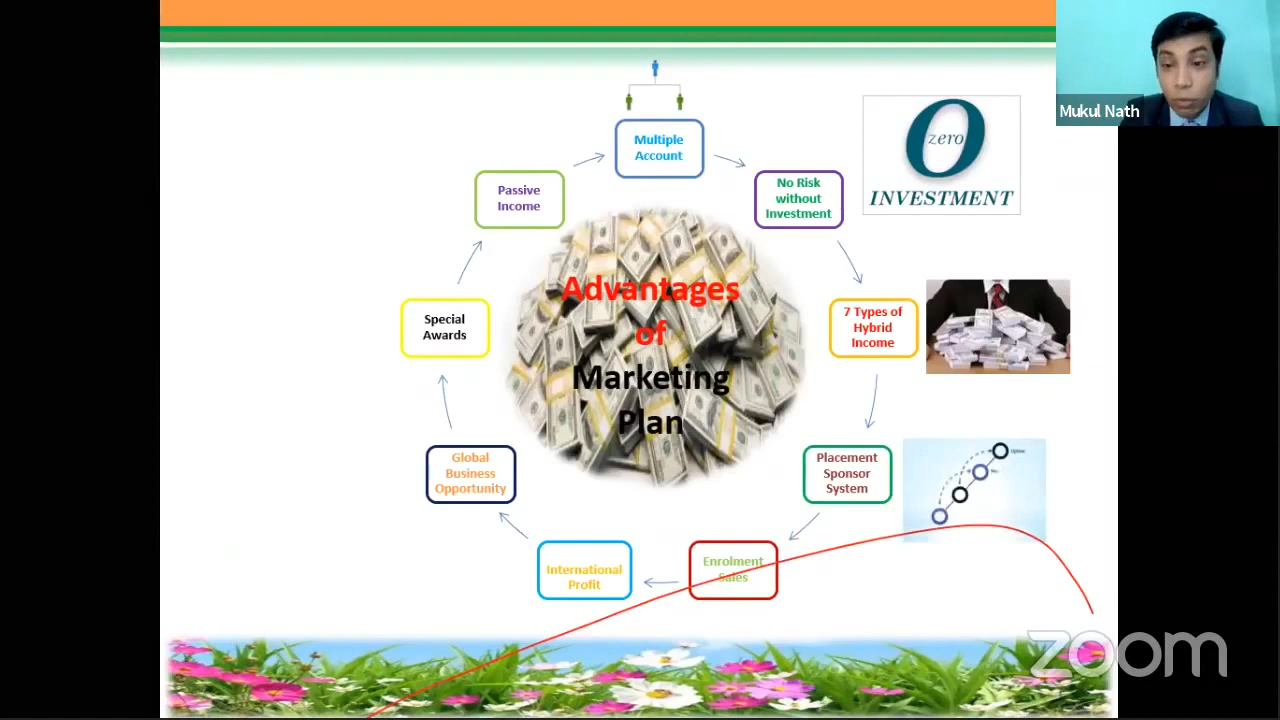 Mukul Nath
Multiple
Account
No Risk
without
Investment
zero
INVESTMENT
Passive
Income
Advantages
of
Marketing
Plan
7 Types of
Hybrid
Income
Special
Awards
Placement
Sponsor
System
Global
Business
Opportunity
Enrolment
Sales
International
Profit
zoom